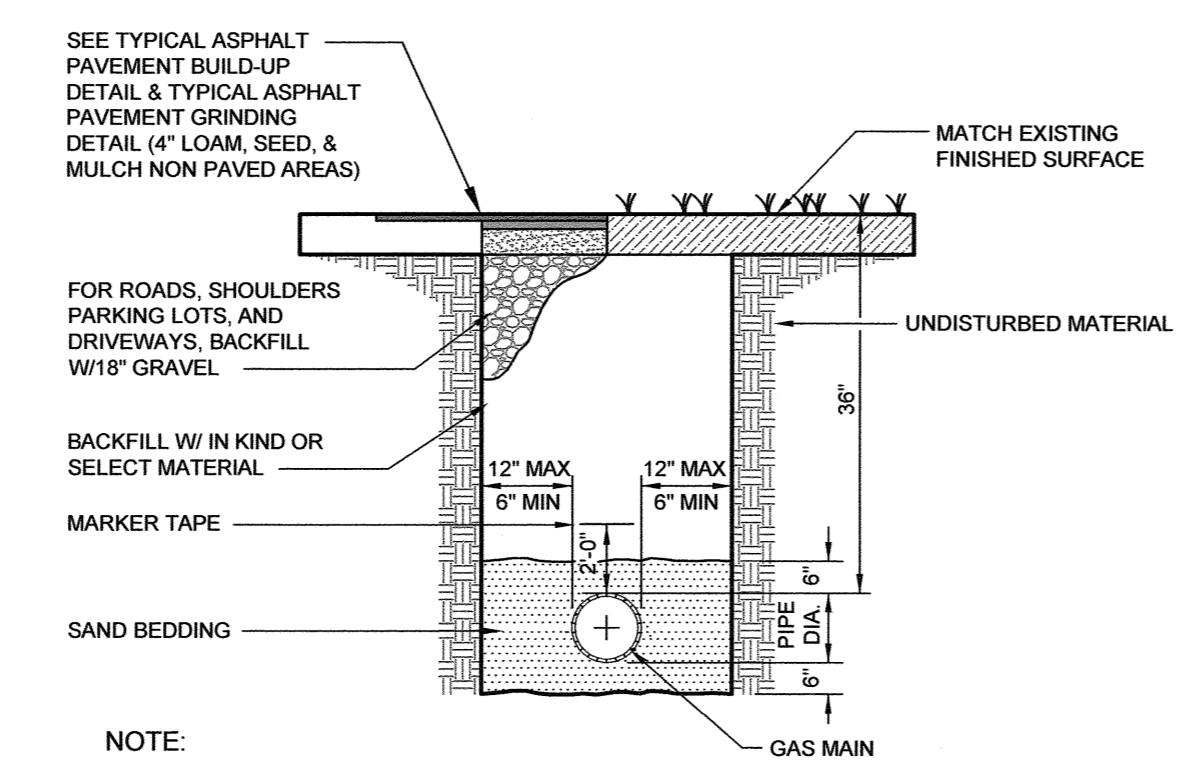 SEE TYPICAL ASPHALT
PAVEMENT BUILD-UP
DETAIL & TYPICAL ASPHALT
PAVEMENT GRINDING
DETAIL (4" LOAM, SEED, &
MULCH NON PAVED AREAS)
MATCH EXISTING
FINISHED SURFACE
FOR ROADS, SHOULDERS
PARKING LOTS, AND
DRIVEWAYS, BACKFILL
W/18" GRAVEL
UNDISTURBED MATERIAL
36"
BACKFILL W/ IN KIND OR
SELECT MATERIAL
12" MAX
6" MIN
12" MAX
6" MIN
MARKER TAPE
2'-0"
6"
SAND BEDDING
PIPE
DIA.
6"
GAS MAIN
NOTE: